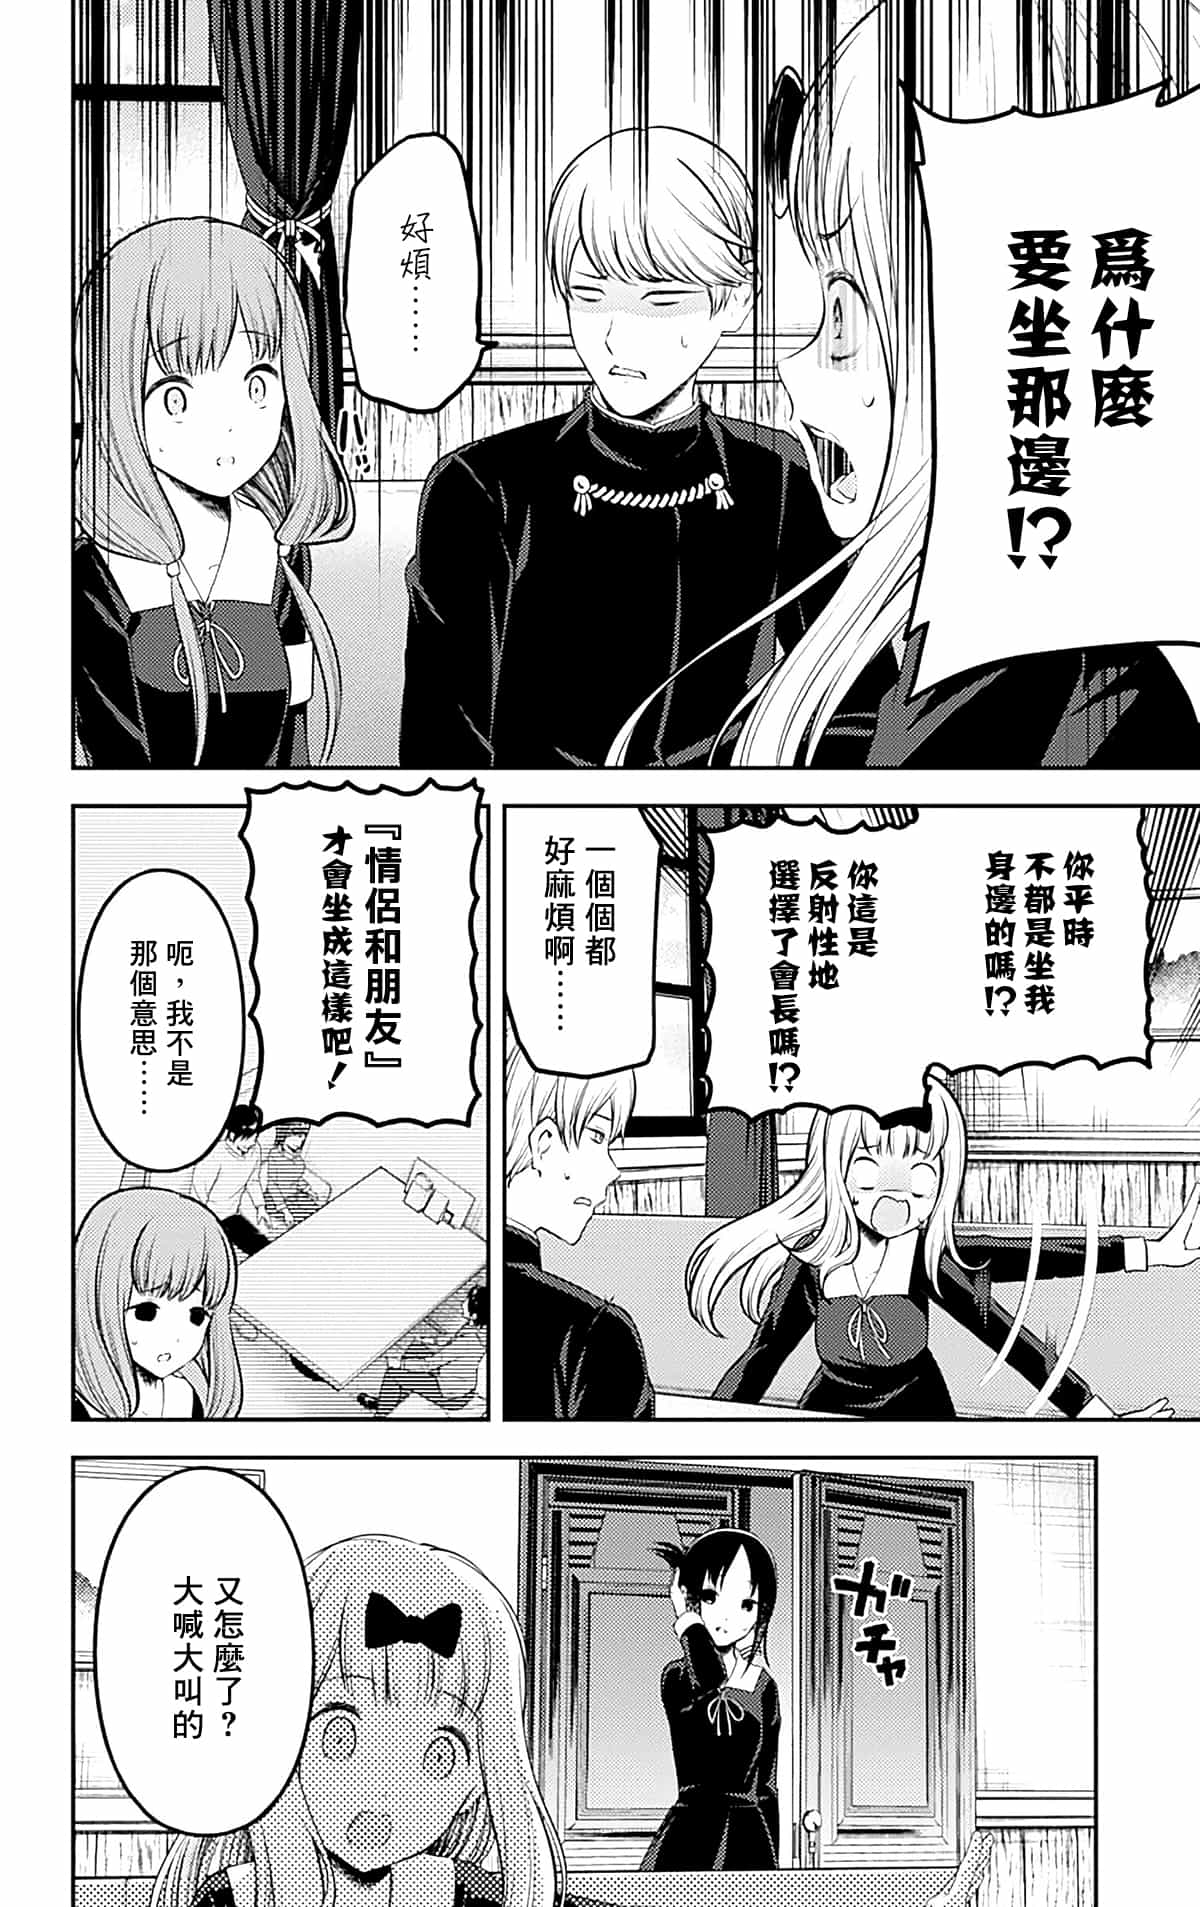 爲什麼
要坐那邊!?
好煩……
你平時
不都是坐我
身邊的嗎!?
你這是
反射性地
選擇了會長嗎!?
一個個都
好麻煩啊……
『情侶和朋友』
才會坐成這樣吧!
呃，我不是
那個意思……
ガチャ
又怎麼了？
大喊大叫的